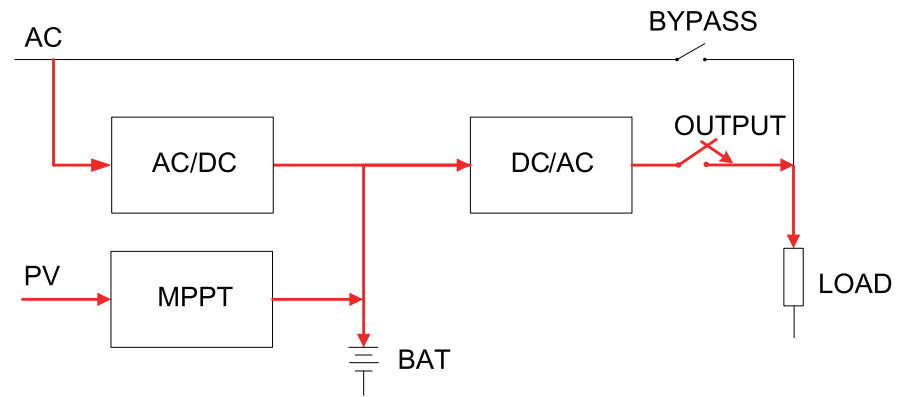 BYPASS
AC
OUTPUT
AC/DC
DC/AC
PV
MPPT
LOAD
BAT